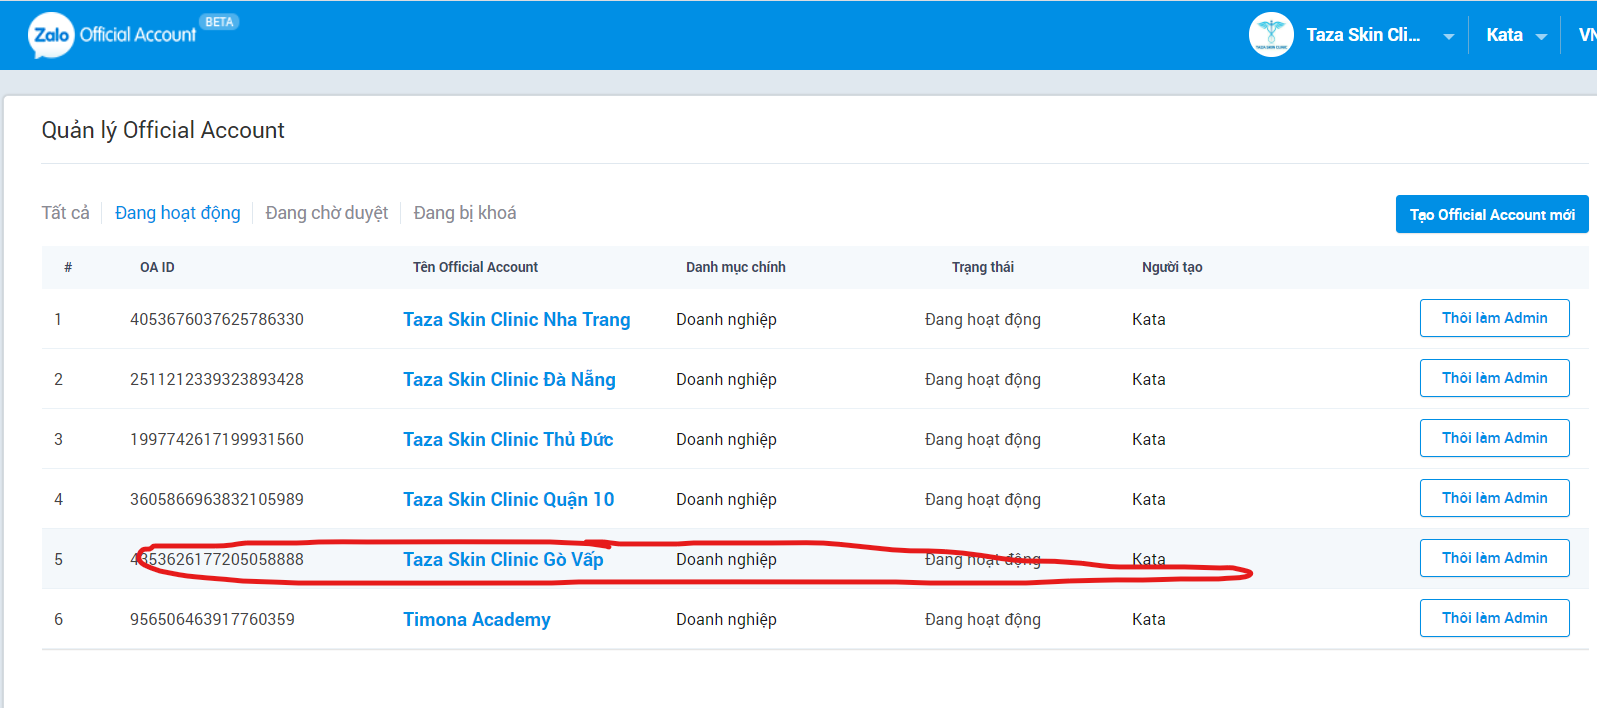 Zalo Official Account BETA
Taza Skin Cli...
Kata
VN
Quản lý Official Account
Tất cả Đang hoạt động Đang chờ duyệt Đang bị khoá
Tạo Official Account mới
# OA ID Tên Official Account Danh mục chính Trạng thái Người tạo
1 4053676037625786330 Taza Skin Clinic Nha Trang Doanh nghiệp Đang hoạt động Kata Thôi làm Admin
2 2511212339323893428 Taza Skin Clinic Đà Nẵng Doanh nghiệp Đang hoạt động Kata Thôi làm Admin
3 1997742617199931560 Taza Skin Clinic Thủ Đức Doanh nghiệp Đang hoạt động Kata Thôi làm Admin
4 3605866963832105989 Taza Skin Clinic Quận 10 Doanh nghiệp Đang hoạt động Kata Thôi làm Admin
5 4353626177205058888 Taza Skin Clinic Gò Vấp Doanh nghiệp Đang hoạt động Kata Thôi làm Admin
6 956506463917760359 Timona Academy Doanh nghiệp Đang hoạt động Kata Thôi làm Admin